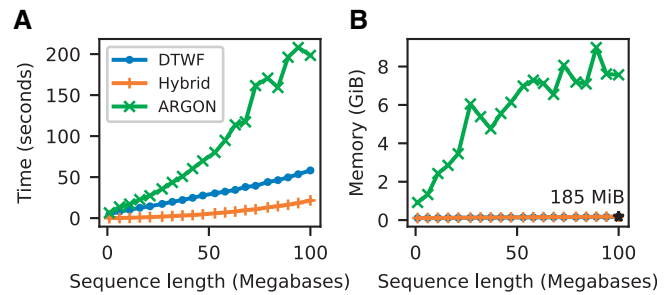 A
B
200
150
100
50
0
Time (seconds)
DTWF
Hybrid
ARGON
0
50
100
Sequence length (Megabases)
8
6
4
2
0
Memory (GiB)
185 MiB
0
50
100
Sequence length (Megabases)